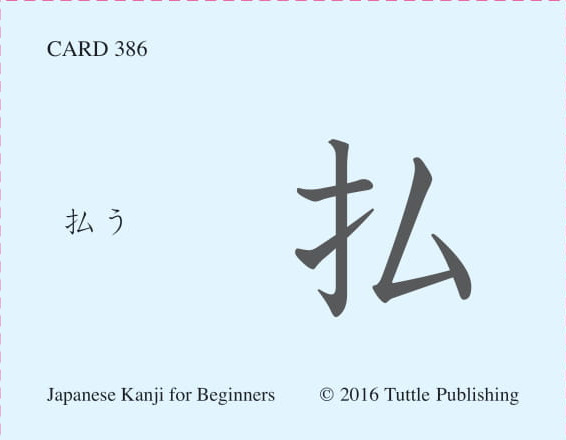 CARD 386
払う
払
Japanese Kanji for Beginners © 2016 Tuttle Publishing